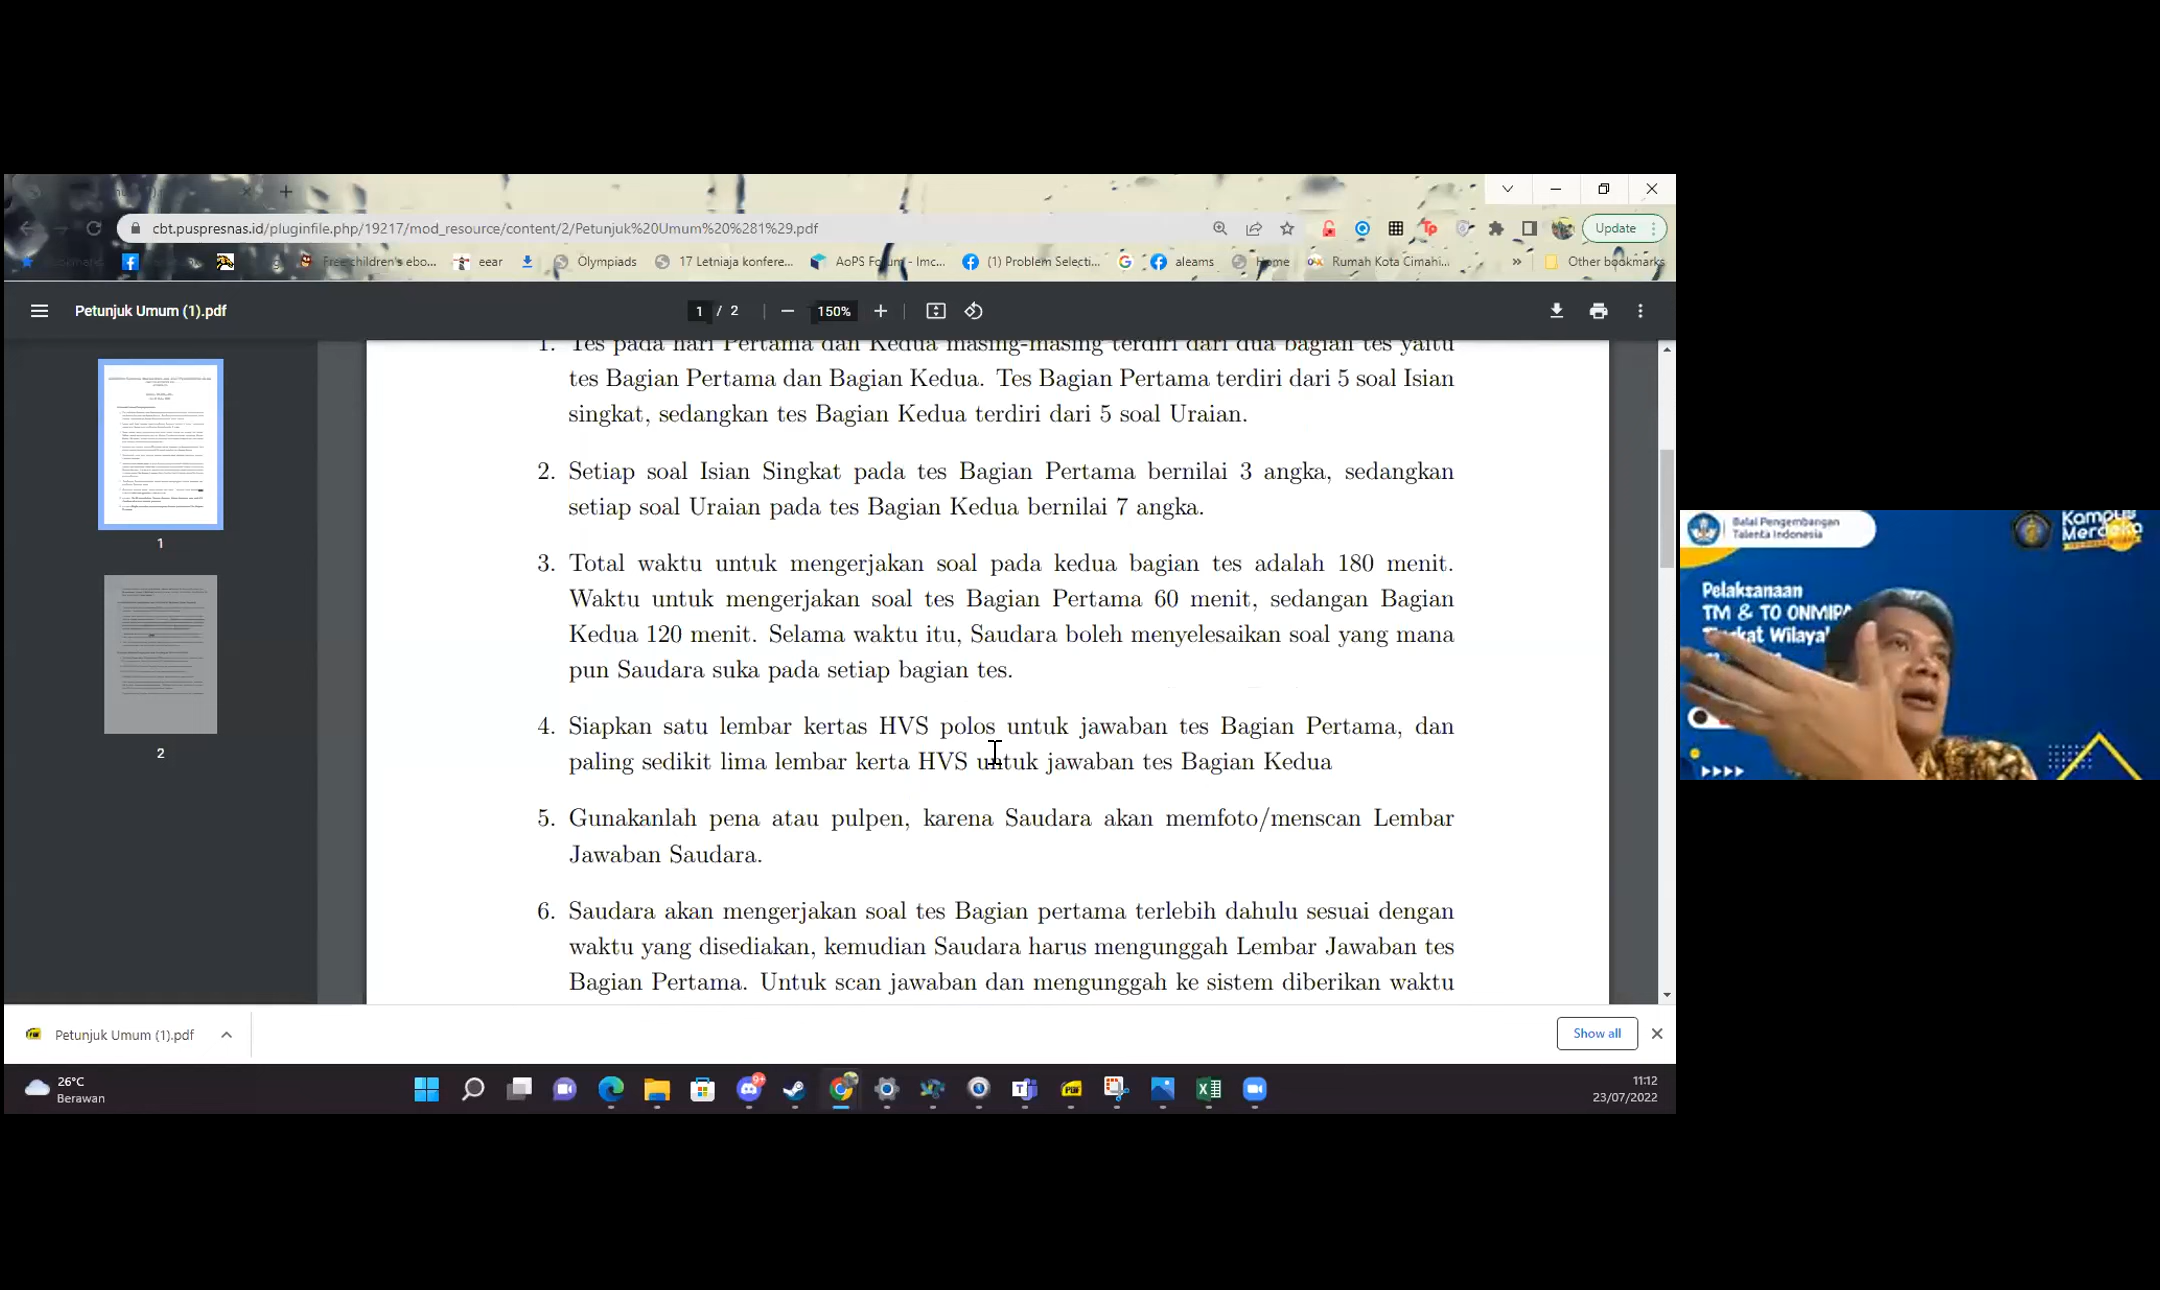 cbt.puspresnas.id/pluginfile.php/19217/mod_resource/content/2/Petunjuk%20Umum%20%281%29.pdf
Update
Free children's ebo...
eear
Olympiads
17 Letniaja konfere...
AoPS Forum - Imc...
(1) Problem Selecti...
aleams
Home
Rumah Kota Cimahi...
»
Other bookmarks
Petunjuk Umum (1).pdf
1 / 2
150%
1
2
1. Tes pada hari Pertama dan Kedua masing-masing terdiri dari dua bagian tes yaitu
tes Bagian Pertama dan Bagian Kedua. Tes Bagian Pertama terdiri dari 5 soal Isian
singkat, sedangkan tes Bagian Kedua terdiri dari 5 soal Uraian.
2. Setiap soal Isian Singkat pada tes Bagian Pertama bernilai 3 angka, sedangkan
setiap soal Uraian pada tes Bagian Kedua bernilai 7 angka.
3. Total waktu untuk mengerjakan soal pada kedua bagian tes adalah 180 menit.
Waktu untuk mengerjakan soal tes Bagian Pertama 60 menit, sedangan Bagian
Kedua 120 menit. Selama waktu itu, Saudara boleh menyelesaikan soal yang mana
pun Saudara suka pada setiap bagian tes.
4. Siapkan satu lembar kertas HVS polos untuk jawaban tes Bagian Pertama, dan
paling sedikit lima lembar kerta HVS untuk jawaban tes Bagian Kedua
5. Gunakanlah pena atau pulpen, karena Saudara akan memfoto/menscan Lembar
Jawaban Saudara.
6. Saudara akan mengerjakan soal tes Bagian pertama terlebih dahulu sesuai dengan
waktu yang disediakan, kemudian Saudara harus mengunggah Lembar Jawaban tes
Bagian Pertama. Untuk scan jawaban dan mengunggah ke sistem diberikan waktu
Balai Pengembangan
Talenta Indonesia
Kampus
Merdeka
Pelaksanaan
TM & TO ONMIPA
Tingkat Wilayah
Petunjuk Umum (1).pdf
Show all
26°C
Berawan
11:12
23/07/2022